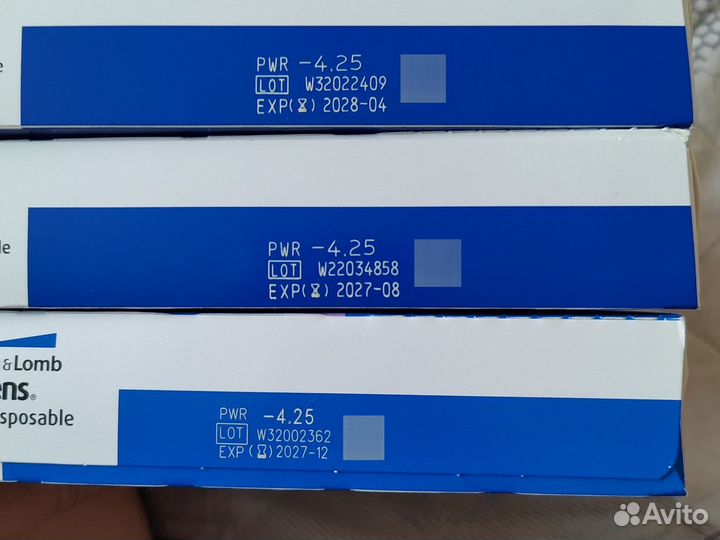 PWR -4.25
LOT W32022409
EXP(⌛) 2028-04
PWR -4.25
LOT W22034858
EXP(⌛) 2027-08
&Lomb
ens®
sposable
PWR -4.25
LOT W32002362
EXP(⌛) 2027-12
Avito